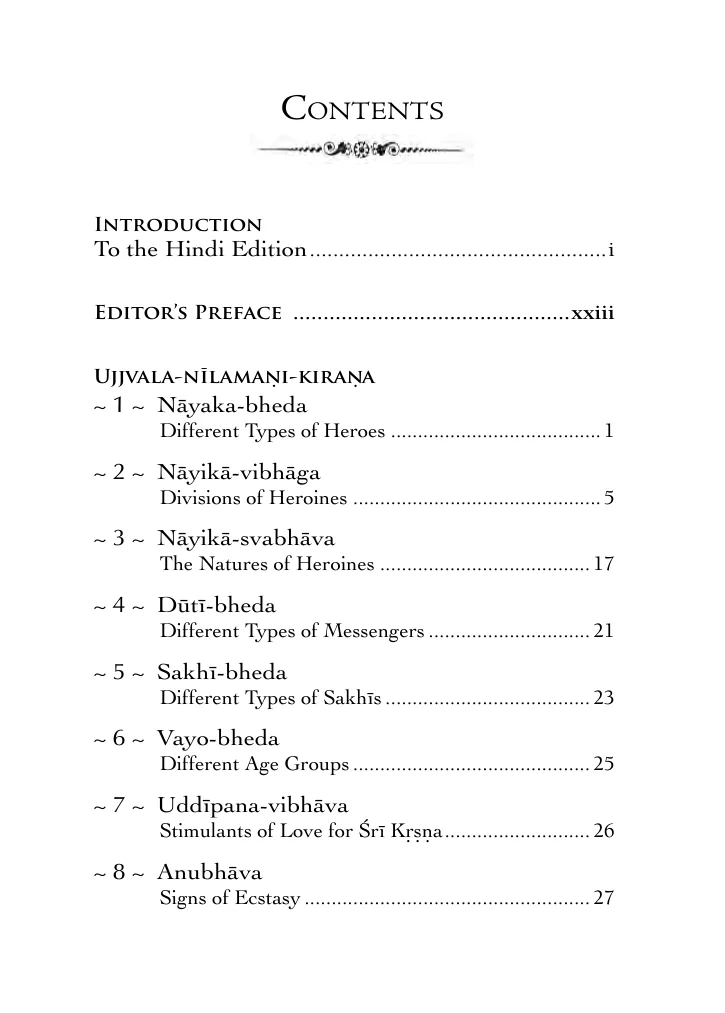 CONTENTS
INTRODUCTION
To the Hindi Edition...................................................i
EDITOR'S PREFACE ..............................................xxiii
UJJVALA-NĪLAMAṆI-KIRAṆA
~ 1 ~ Nāyaka-bheda
Different Types of Heroes ........................................ 1
~ 2 ~ Nāyikā-vibhāga
Divisions of Heroines ............................................... 5
~ 3 ~ Nāyikā-svabhāva
The Natures of Heroines ........................................ 17
~ 4 ~ Dūtī-bheda
Different Types of Messengers ............................... 21
~ 5 ~ Sakhī-bheda
Different Types of Sakhīs ....................................... 23
~ 6 ~ Vayo-bheda
Different Age Groups ............................................. 25
~ 7 ~ Uddīpana-vibhāva
Stimulants of Love for Śrī Kṛṣṇa............................ 26
~ 8 ~ Anubhāva
Signs of Ecstasy ...................................................... 27